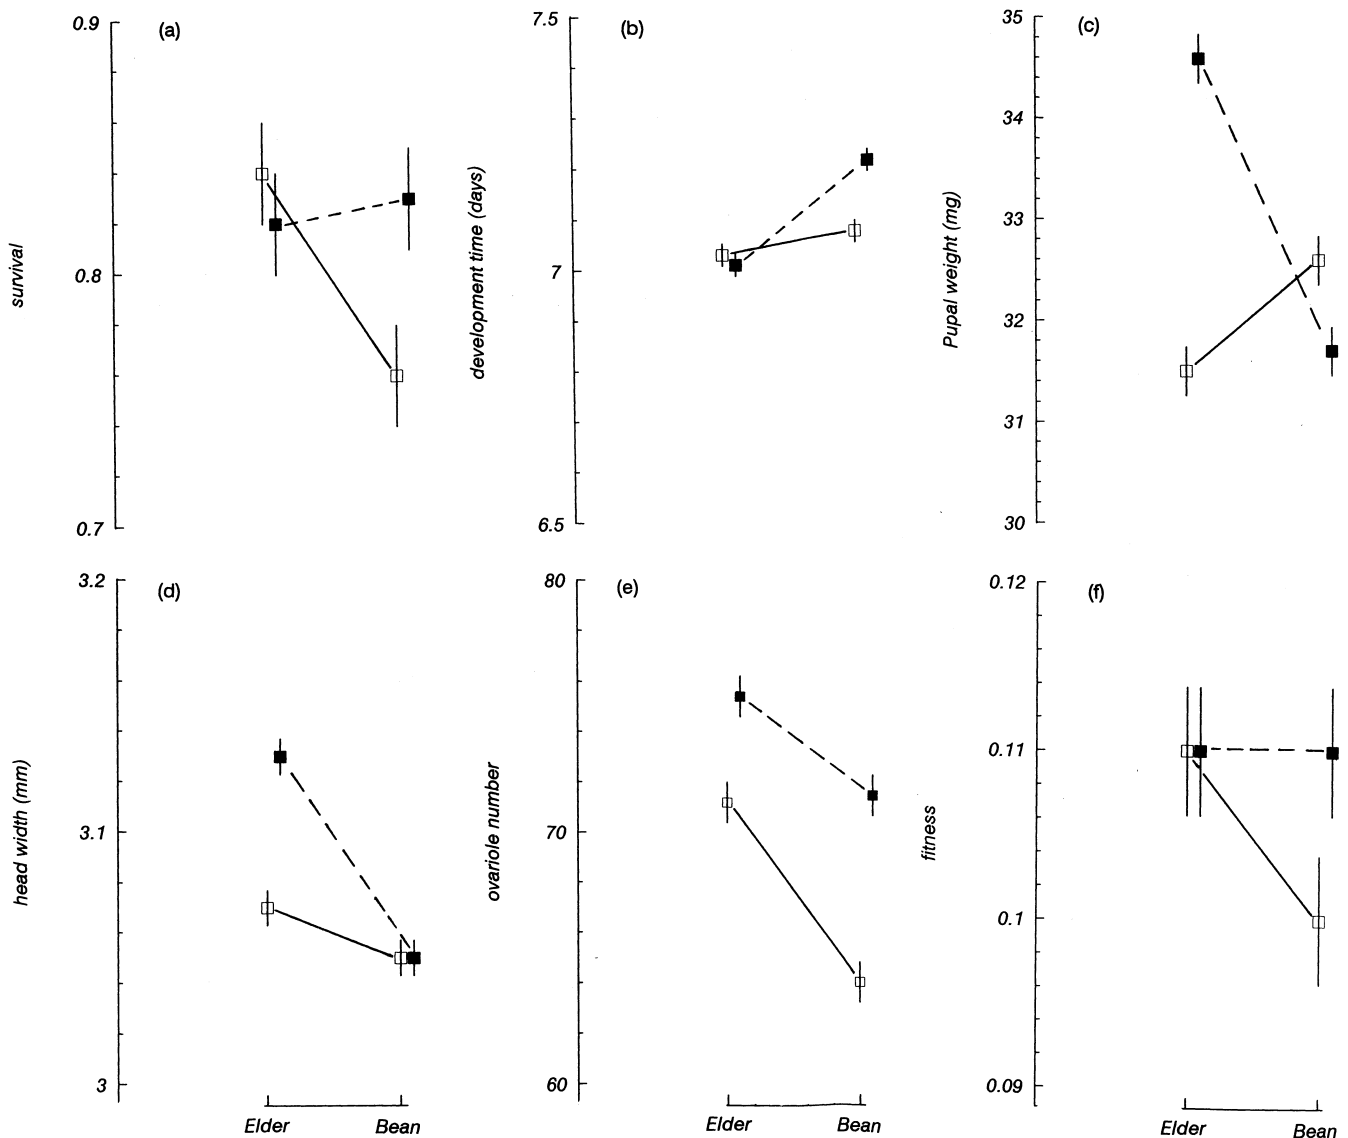 (a)
survival
0.9
0.8
0.7
(b)
development time (days)
7.5
7
6.5
(c)
Pupal weight (mg)
35
34
33
32
31
30
(d)
head width (mm)
3.2
3.1
3
Elder Bean
(e)
ovariole number
80
70
60
Elder Bean
(f)
fitness
0.12
0.11
0.1
0.09
Elder Bean